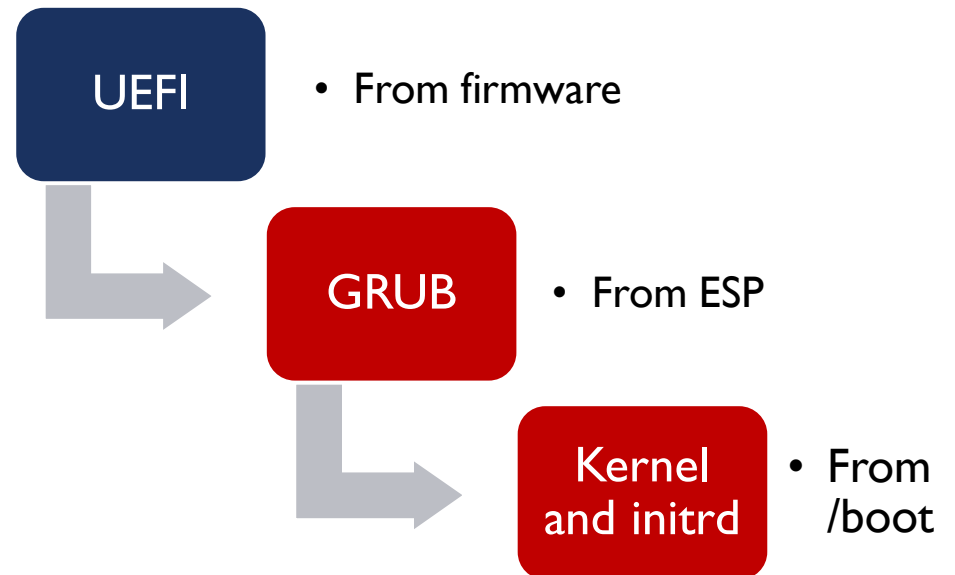 UEFI
• From firmware
GRUB
• From ESP
Kernel
and initrd
• From
/boot